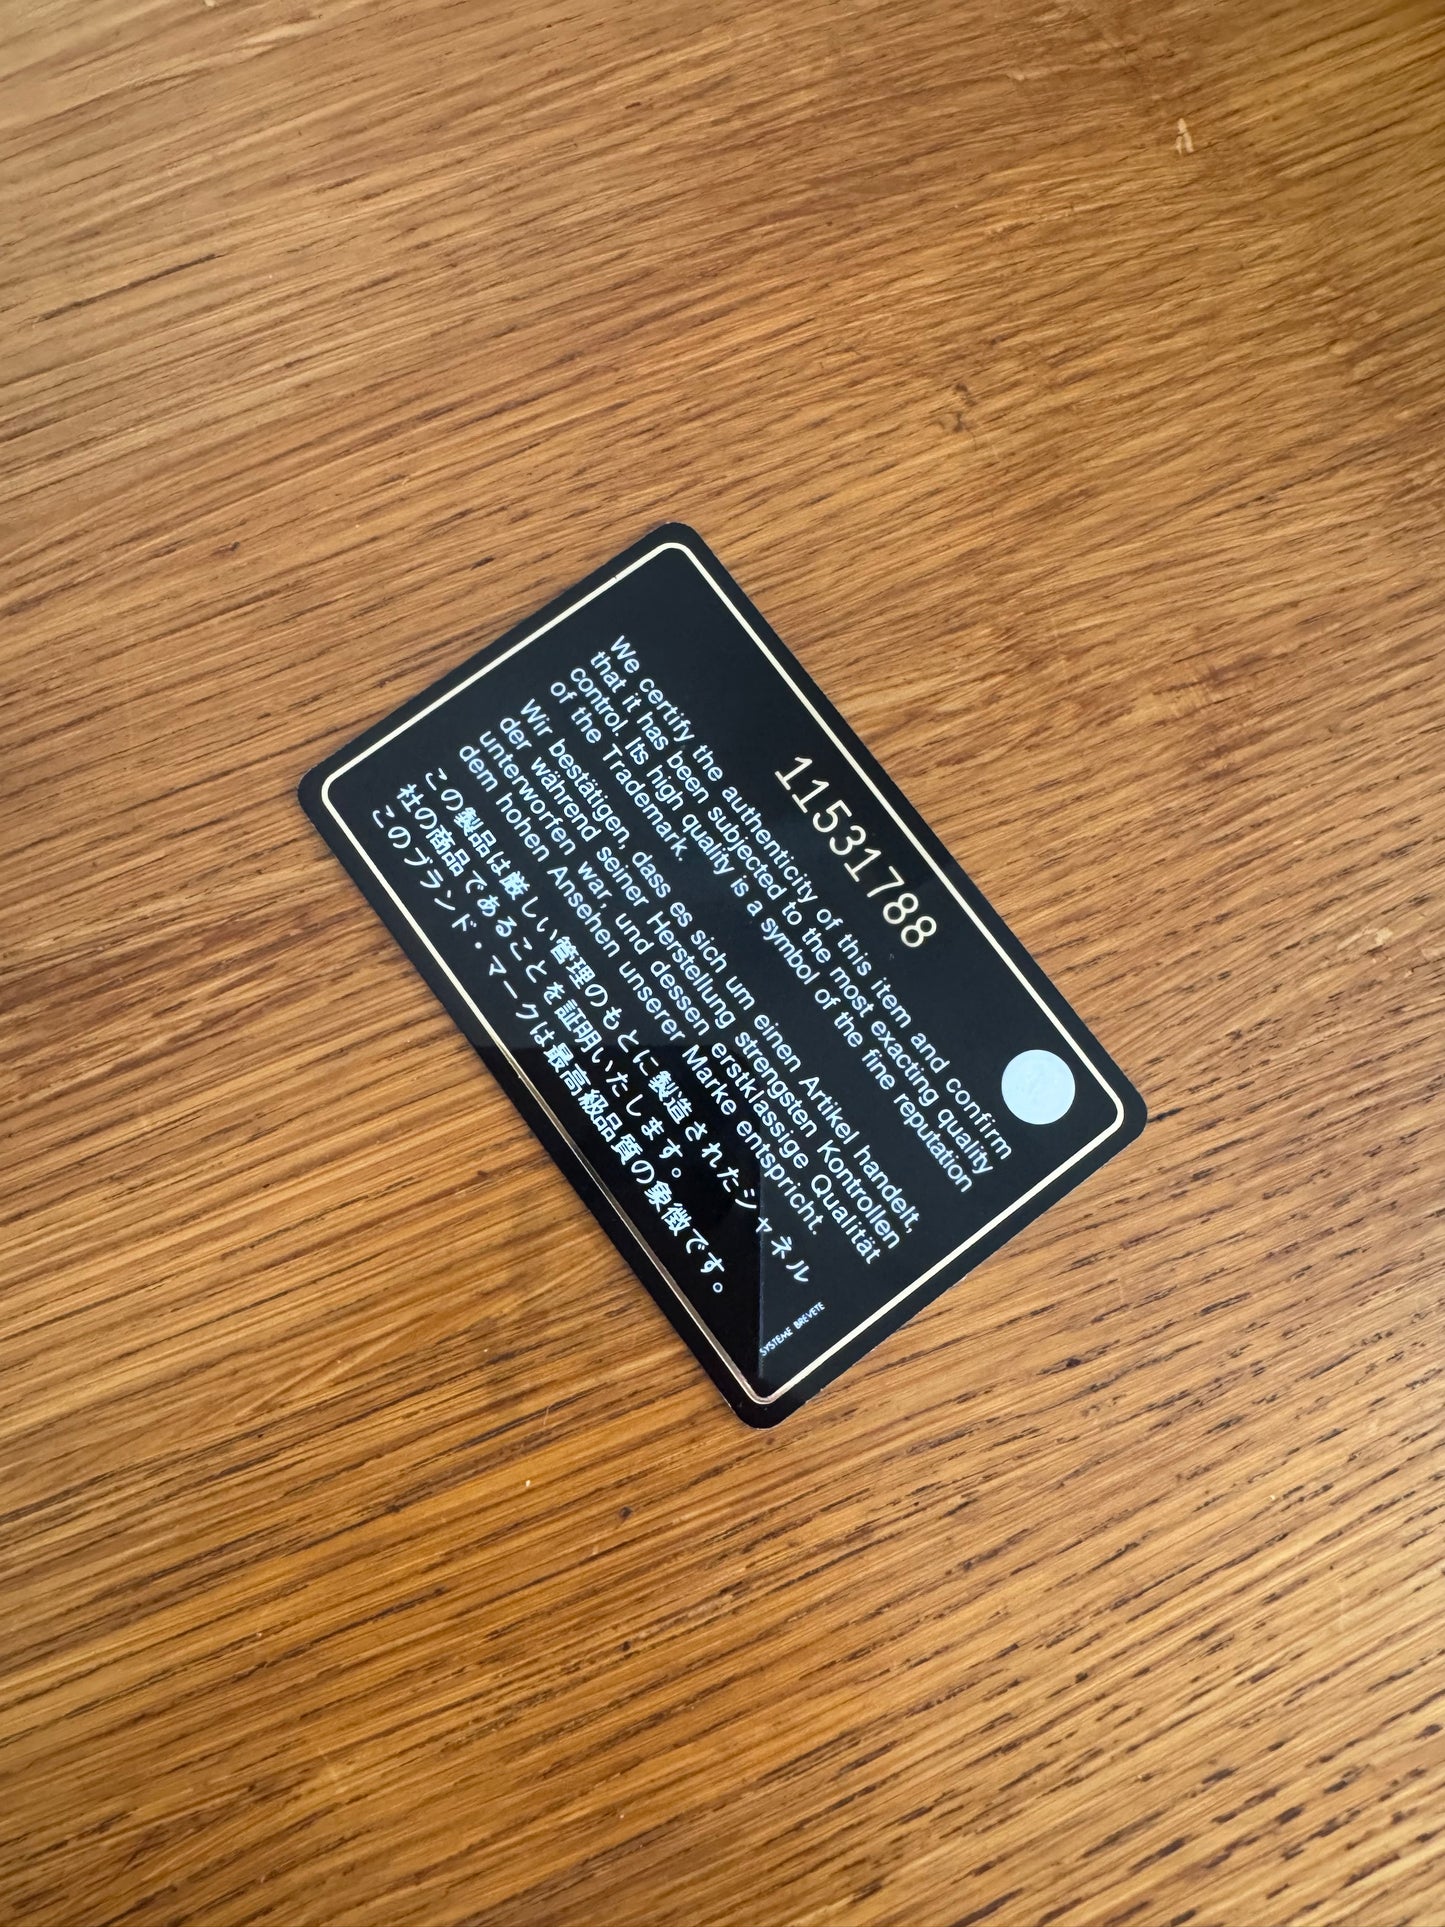 11531788
We certify the authenticity of this item and confirm
that it has been subjected to the most exacting quality
control. Its high quality is a symbol of the fine reputation
of the Trademark.
Wir bestätigen, dass es sich um einen Artikel handelt,
der während seiner Herstellung strengsten Kontrollen
unterworfen war, und dessen erstklassige Qualität
dem hohen Ansehen unserer Marke entspricht.
この製品は厳しい管理のもとに製造されたシャネル
社の商品であることを証明いたします。
このブランド・マークは最高級品質の象徴です。
SYSTEME BREVETE